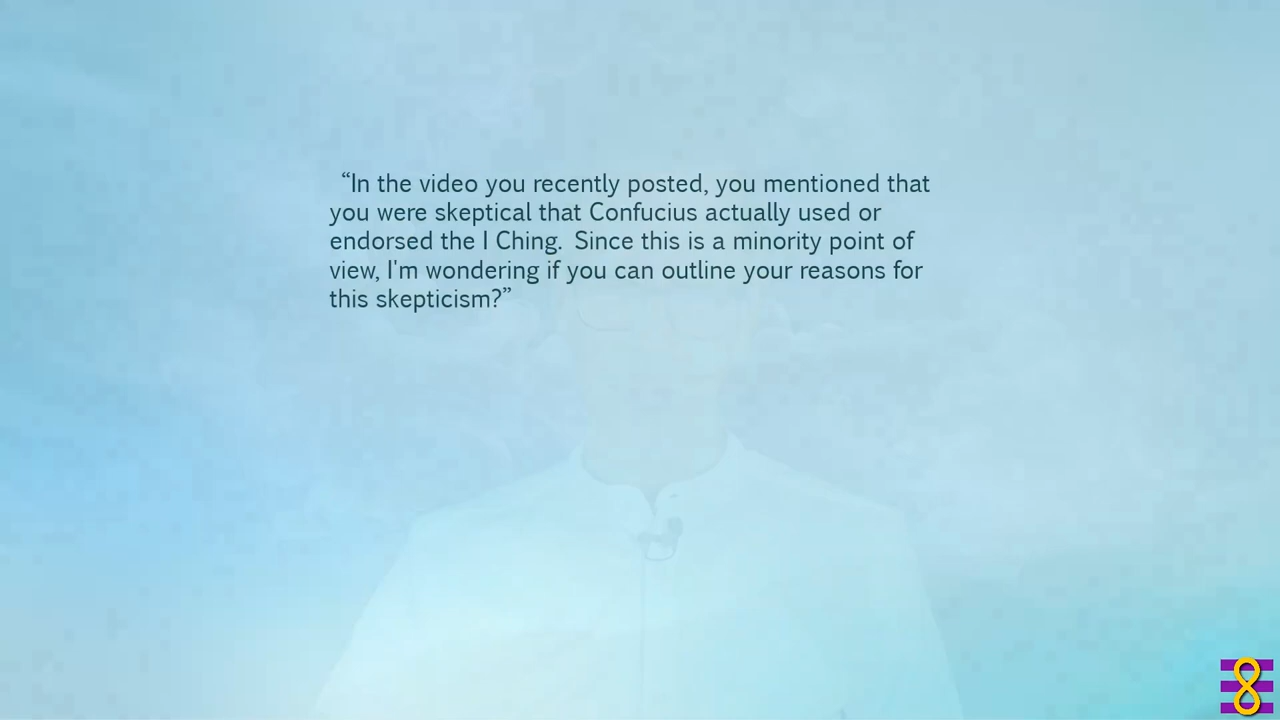 “In the video you recently posted, you mentioned that
you were skeptical that Confucius actually used or
endorsed the I Ching.  Since this is a minority point of
view, I'm wondering if you can outline your reasons for
this skepticism?”